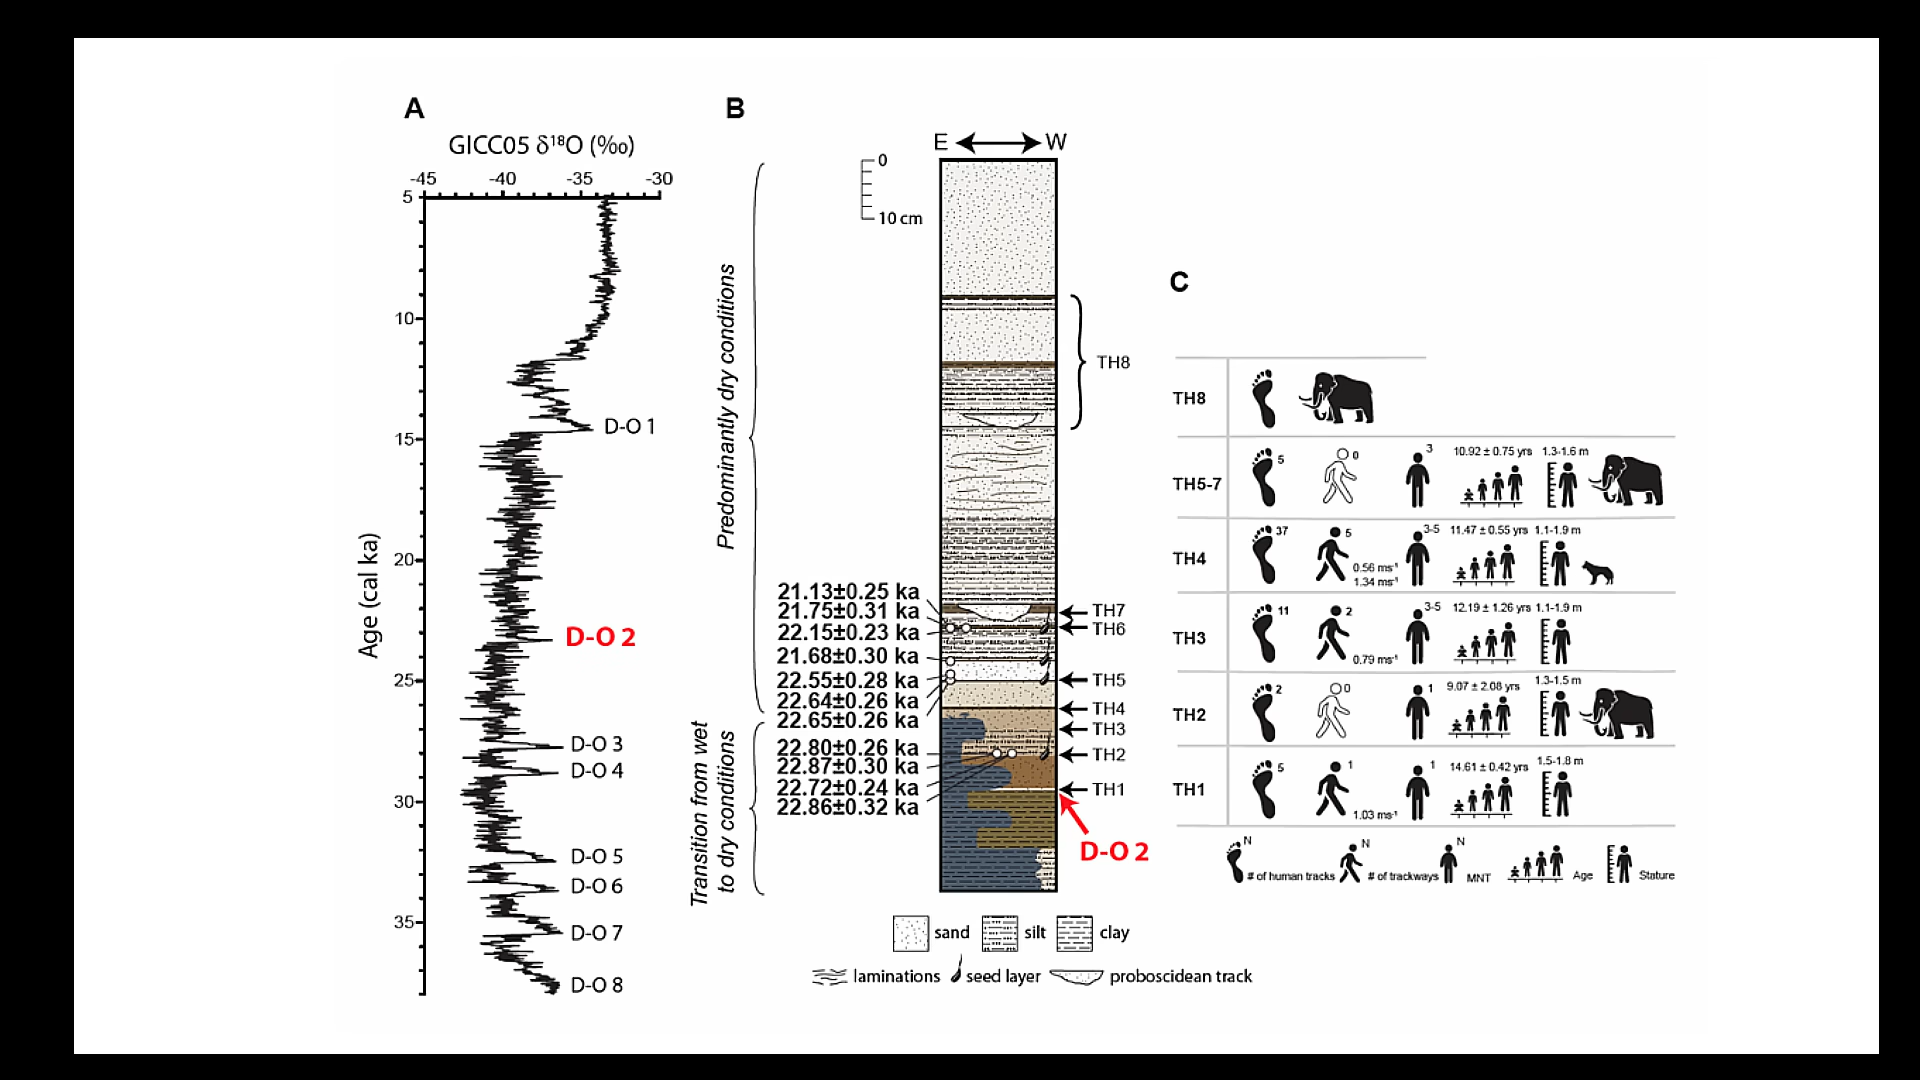 A
GICC05 δ¹⁸O (‰)
-45 -40 -35 -30
5
10
15
20
25
30
35
Age (cal ka)
D-O 1
D-O 2
D-O 3
D-O 4
D-O 5
D-O 6
D-O 7
D-O 8
B
E W
0
10 cm
Predominantly dry conditions
Transition from wet
to dry conditions
21.13±0.25 ka
21.75±0.31 ka
22.15±0.23 ka
21.68±0.30 ka
22.55±0.28 ka
22.64±0.26 ka
22.65±0.26 ka
22.80±0.26 ka
22.87±0.30 ka
22.72±0.24 ka
22.86±0.32 ka
TH8
TH7
TH6
TH5
TH4
TH3
TH2
TH1
D-O 2
sand silt clay
laminations seed layer proboscidean track
C
TH8
TH5-7 5 0 3 10.92 ± 0.75 yrs 1.3-1.6 m
TH4 37 5 0.56 ms⁻¹ 1.34 ms⁻¹ 3-5 11.47 ± 0.55 yrs 1.1-1.9 m
TH3 11 2 0.79 ms⁻¹ 3-5 12.19 ± 1.26 yrs 1.1-1.9 m
TH2 2 0 1 9.07 ± 2.08 yrs 1.3-1.5 m
TH1 5 1 1.03 ms⁻¹ 1 14.61 ± 0.42 yrs 1.5-1.8 m
N N N
# of human tracks # of trackways MNT Age Stature